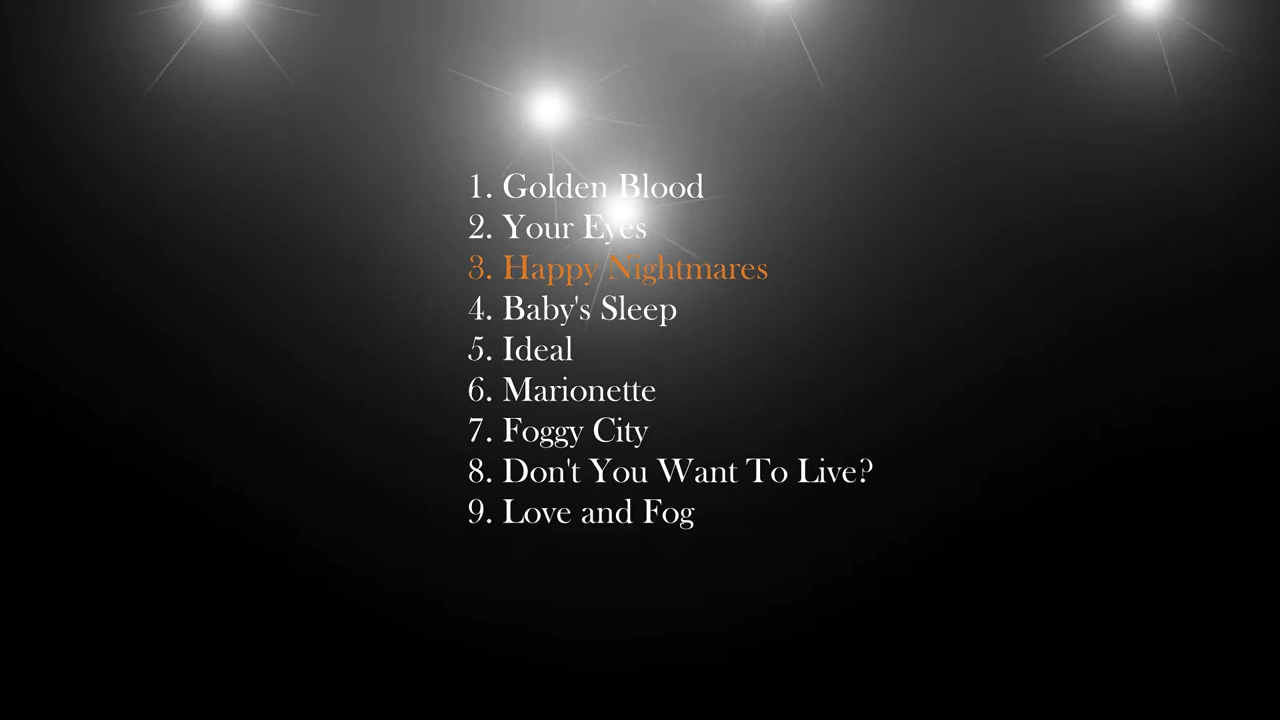 1. Golden Blood
2. Your Eyes
3. Happy Nightmares
4. Baby's Sleep
5. Ideal
6. Marionette
7. Foggy City
8. Don't You Want To Live?
9. Love and Fog